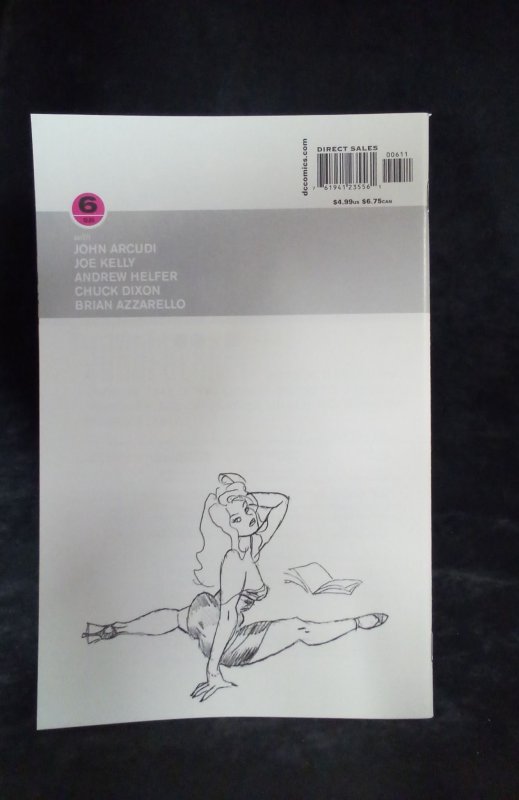 DIRECT SALES
00611
7 61941 23556 1
$4.99US $6.75CAN
dccomics.com
6
with
JOHN ARCUDI
JOE KELLY
ANDREW HELFER
CHUCK DIXON
BRIAN AZZARELLO